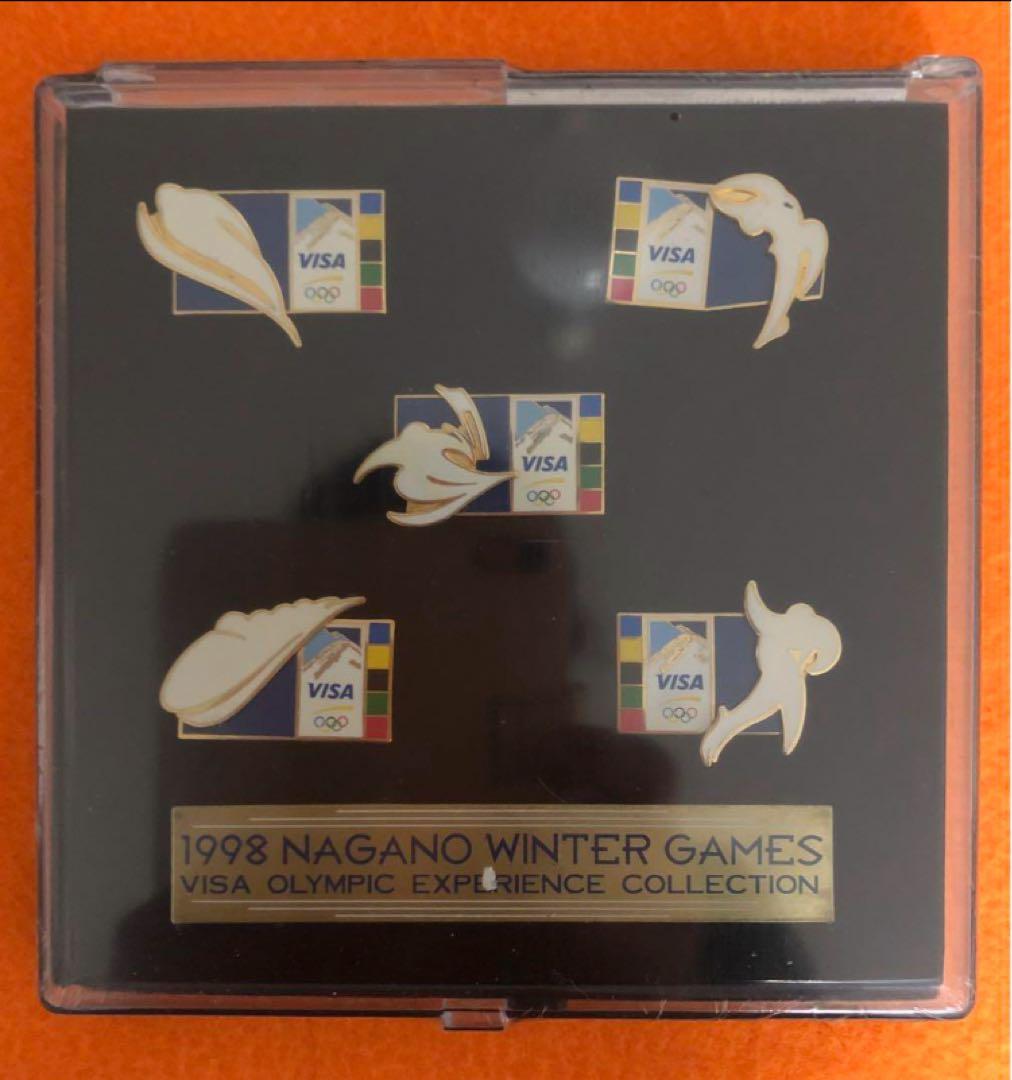 VISA
VISA
VISA
VISA
VISA
1998 NAGANO WINTER GAMES
VISA OLYMPIC EXPERIENCE COLLECTION